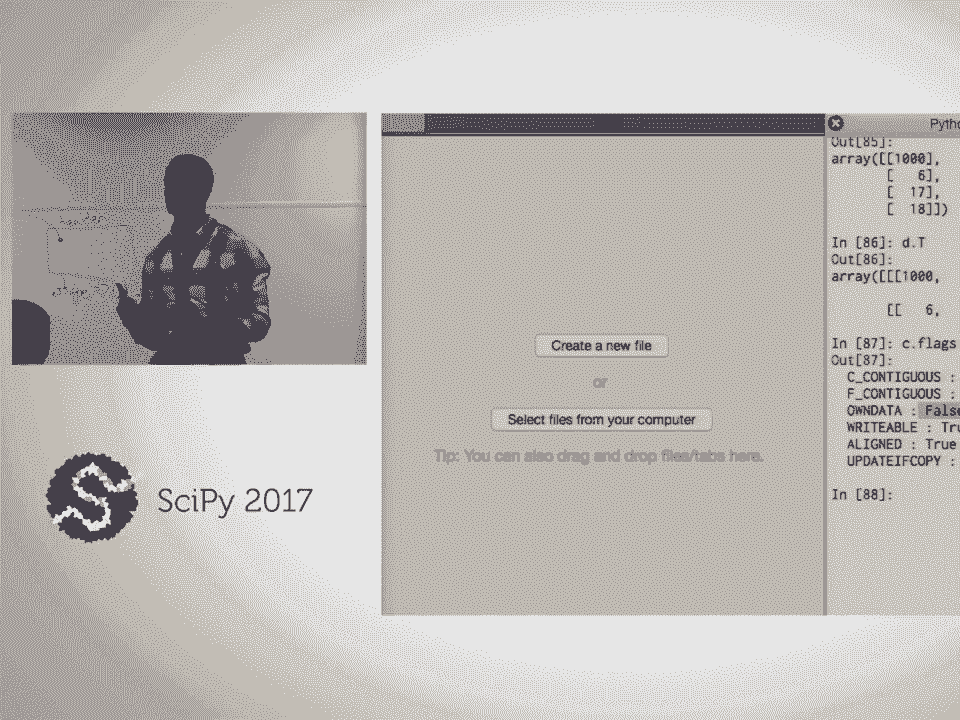 SciPy 2017
Create a new file
or
Select files from your computer
Tip: You can also drag and drop files/tabs here.
Pytho
Out[85]:
array([[1000],
[ 6],
[ 17],
[ 18]])
In [86]: d.T
Out[86]:
array([[[1000,
[[ 6,
In [87]: c.flags
Out[87]:
C_CONTIGUOUS :
F_CONTIGUOUS :
OWNDATA : False
WRITEABLE : Tru
ALIGNED : True
UPDATEIFCOPY :
In [88]: